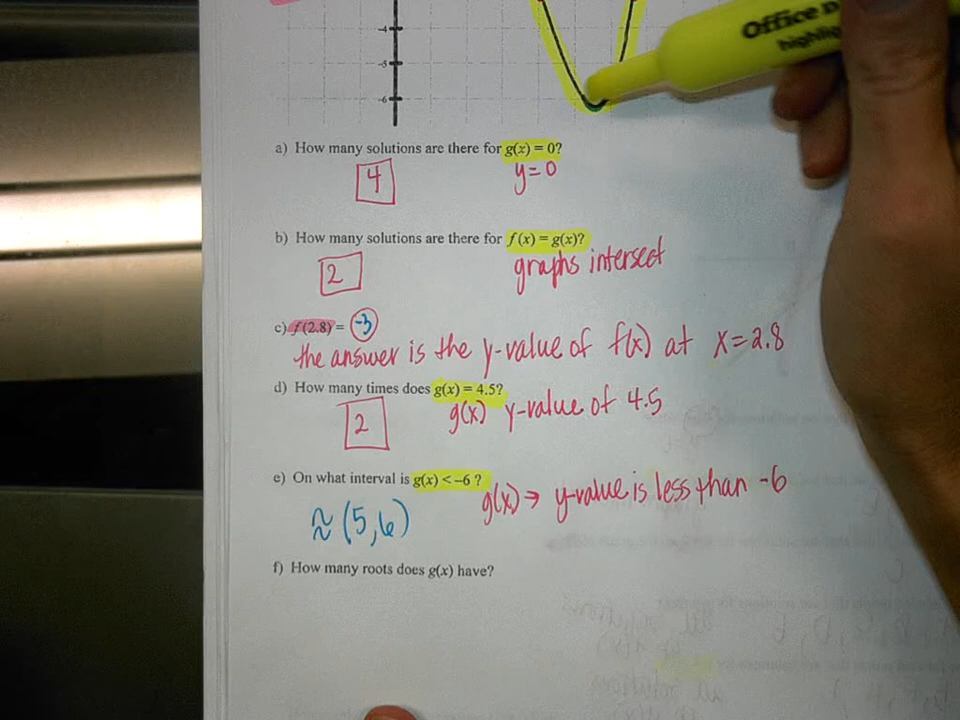 Office D
highlig
-4
-5
-6
a) How many solutions are there for g(x) = 0?
4
y=0
b) How many solutions are there for f(x) = g(x)?
2
graphs intersect
c) f(2.8) = -3
the answer is the y-value of f(x) at x=2.8
d) How many times does g(x) = 4.5?
2
g(x) y-value of 4.5
e) On what interval is g(x) < -6 ?
g(x) → y-value is less than -6
≈ (5,6)
f) How many roots does g(x) have?